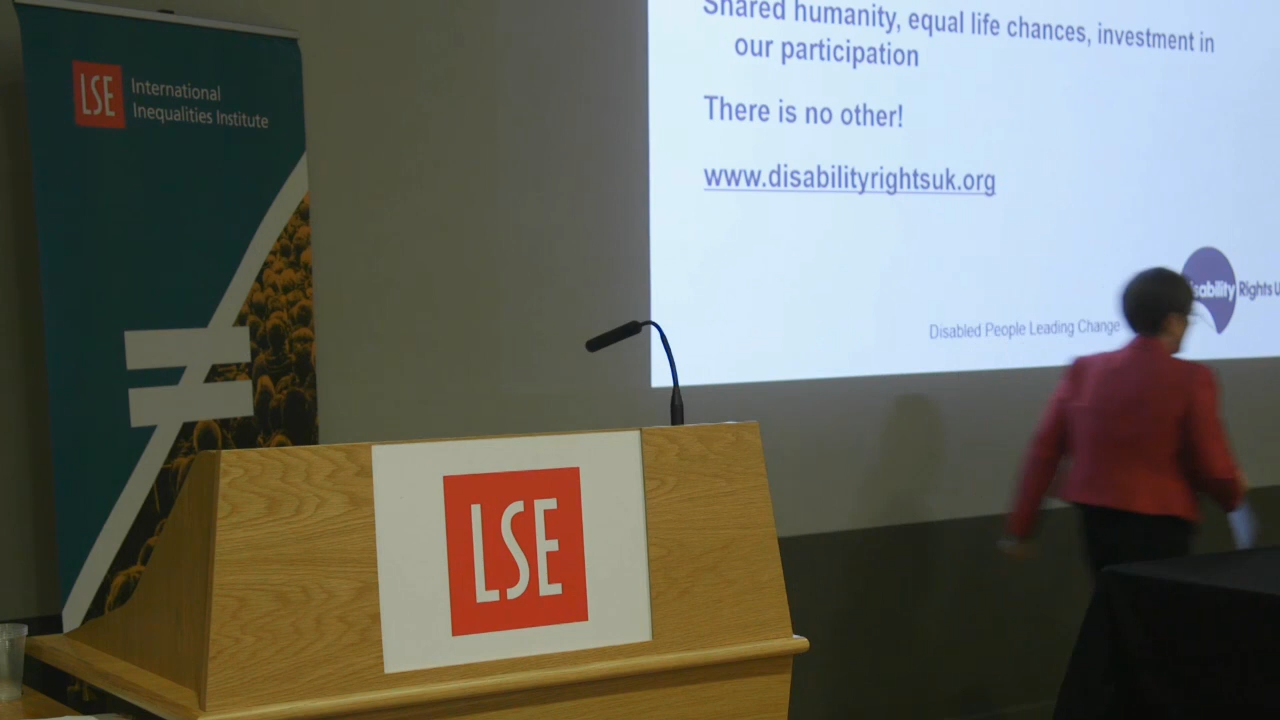 LSE
International
Inequalities Institute
Shared humanity, equal life chances, investment in
our participation
There is no other!
www.disabilityrightsuk.org
Disabled People Leading Change
Rights
LSE